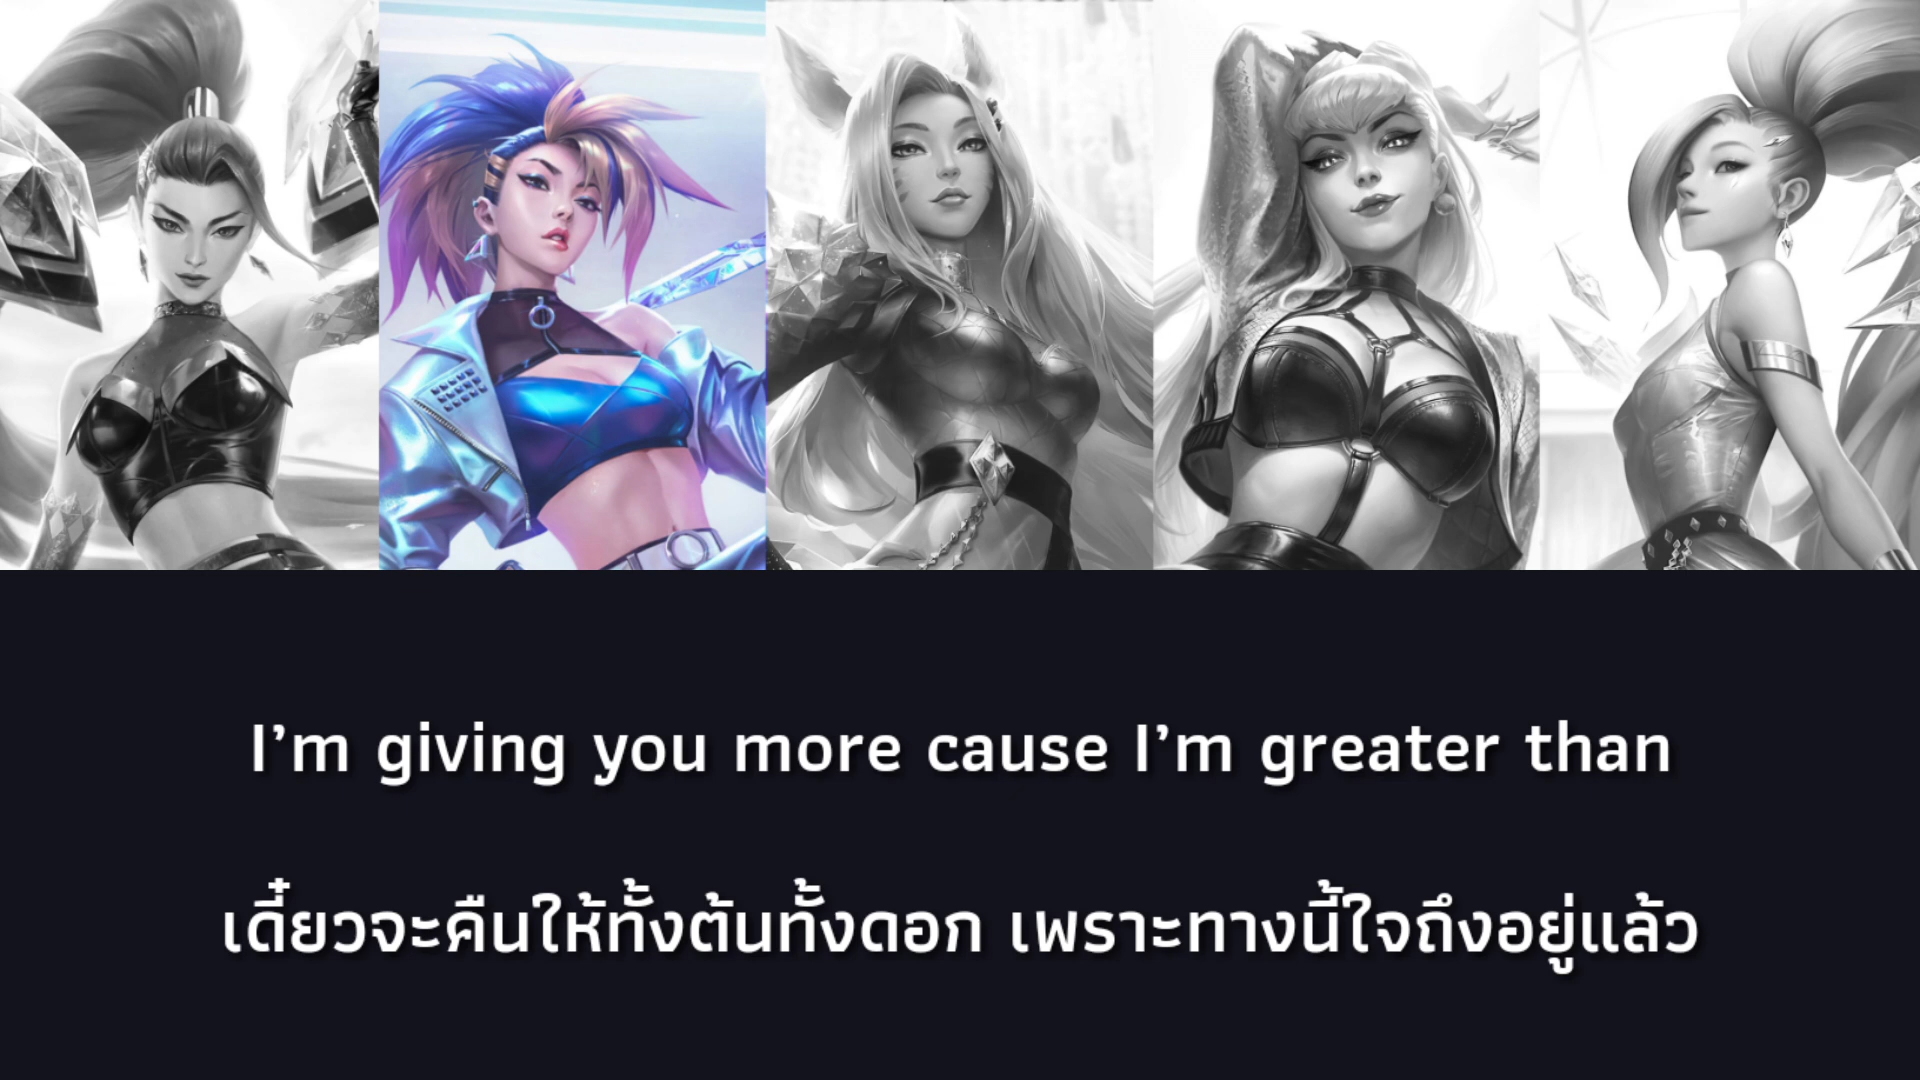 I’m giving you more cause I’m greater than
เดี๋ยวจะคืนให้ทั้งต้นทั้งดอก เพราะทางนี้ใจถึงอยู่แล้ว